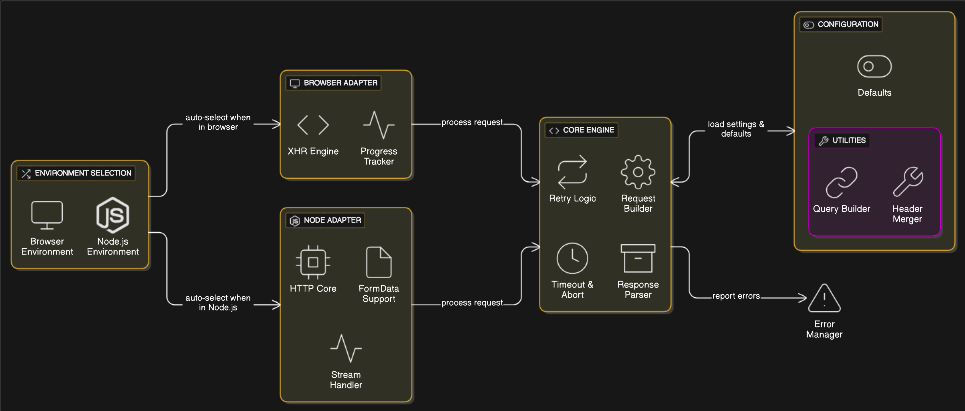 CONFIGURATION
Defaults
UTILITIES
Query Builder
Header
Merger
BROWSER ADAPTER
XHR Engine
Progress
Tracker
auto-select when
in browser
process request
CORE ENGINE
Retry Logic
Request
Builder
Timeout &
Abort
Response
Parser
load settings &
defaults
ENVIRONMENT SELECTION
Browser
Environment
JS
Node.js
Environment
auto-select when
in Node.js
JS
NODE ADAPTER
HTTP Core
FormData
Support
Stream
Handler
process request
report errors
Error
Manager